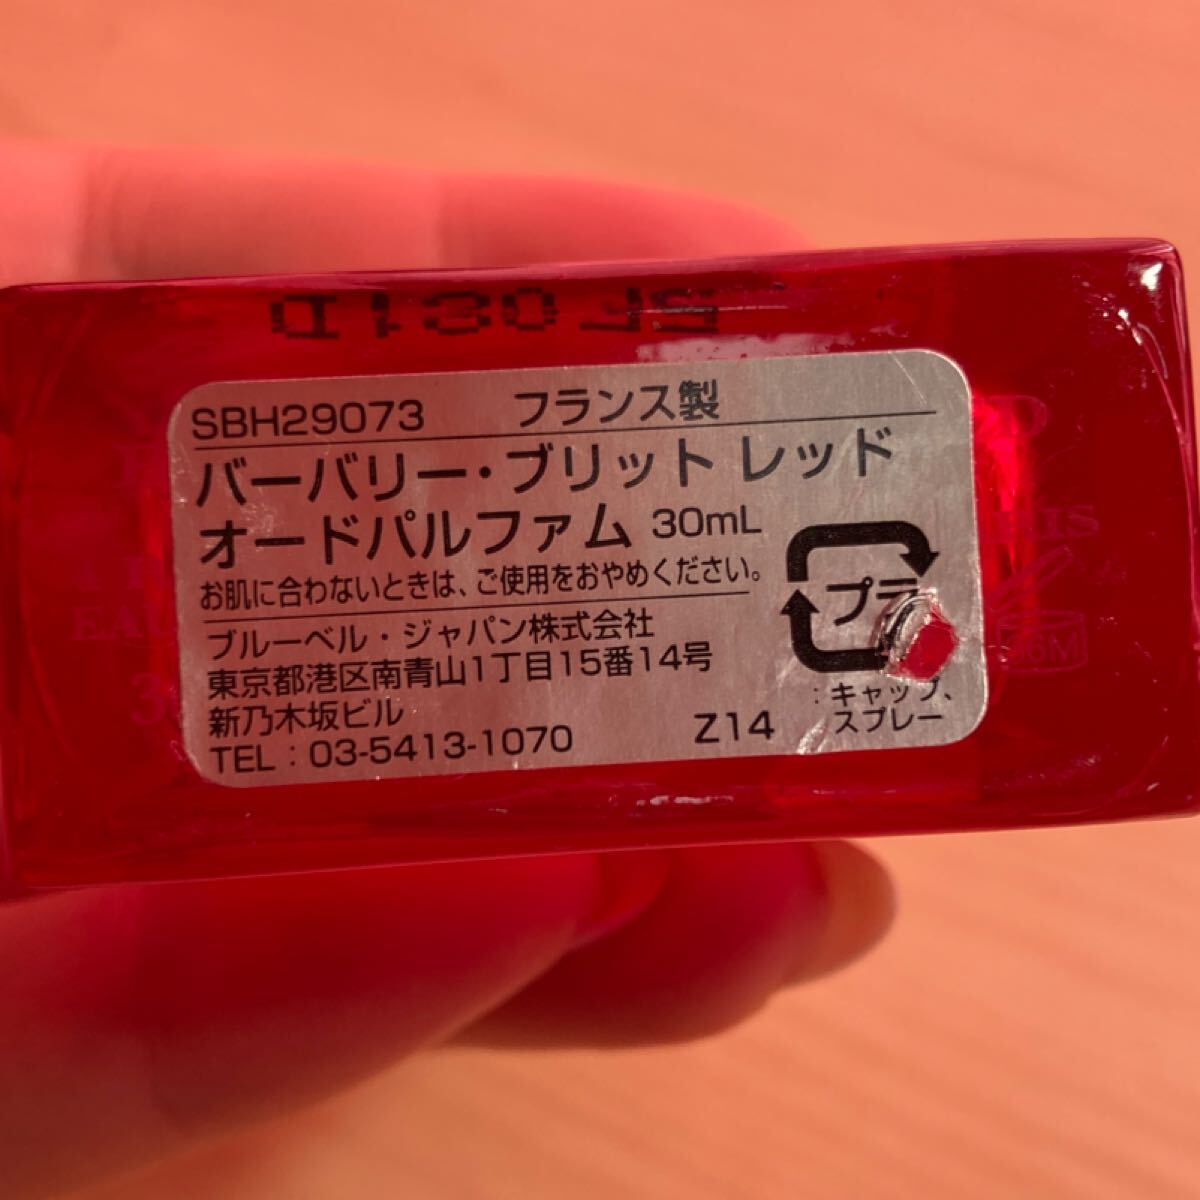 SBH29073 フランス製
バーバリー・ブリット レッド
オードパルファム 30mL
お肌に合わないときは、ご使用をおやめください。
ブルーベル・ジャパン株式会社
東京都港区南青山1丁目15番14号
新乃木坂ビル
TEL:03-5413-1070 Z14
プラ
:キャップ、
スプレー